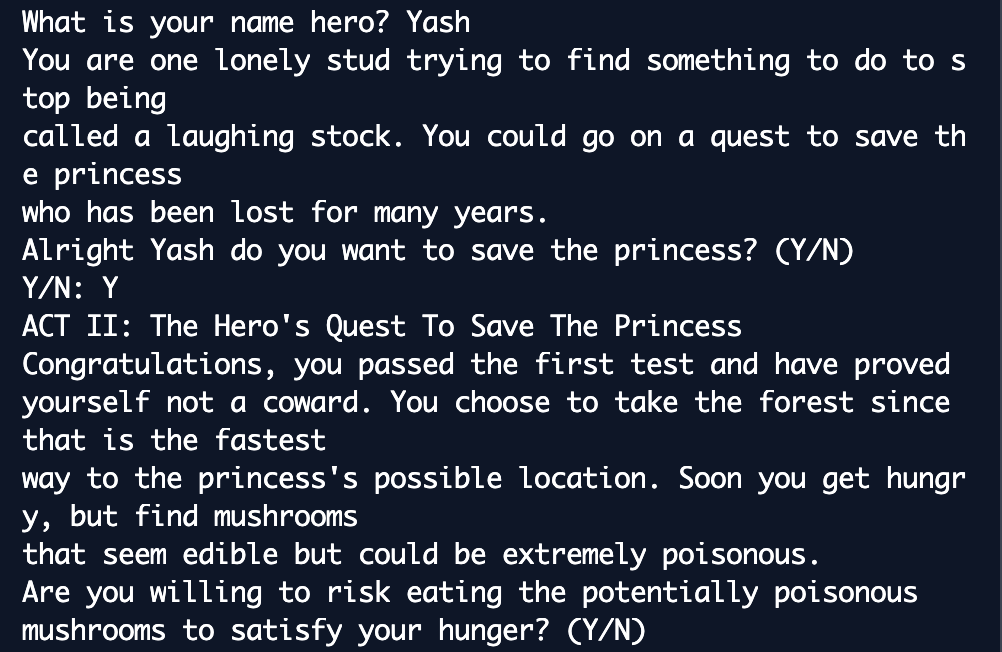 What is your name hero? Yash
You are one lonely stud trying to find something to do to s
top being
called a laughing stock. You could go on a quest to save th
e princess
who has been lost for many years.
Alright Yash do you want to save the princess? (Y/N)
Y/N: Y
ACT II: The Hero's Quest To Save The Princess
Congratulations, you passed the first test and have proved
yourself not a coward. You choose to take the forest since
that is the fastest
way to the princess's possible location. Soon you get hungr
y, but find mushrooms
that seem edible but could be extremely poisonous.
Are you willing to risk eating the potentially poisonous
mushrooms to satisfy your hunger? (Y/N)